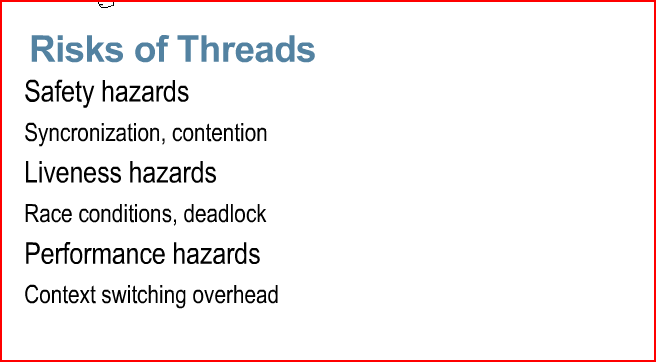 Risks of Threads
Safety hazards
Syncronization, contention
Liveness hazards
Race conditions, deadlock
Performance hazards
Context switching overhead